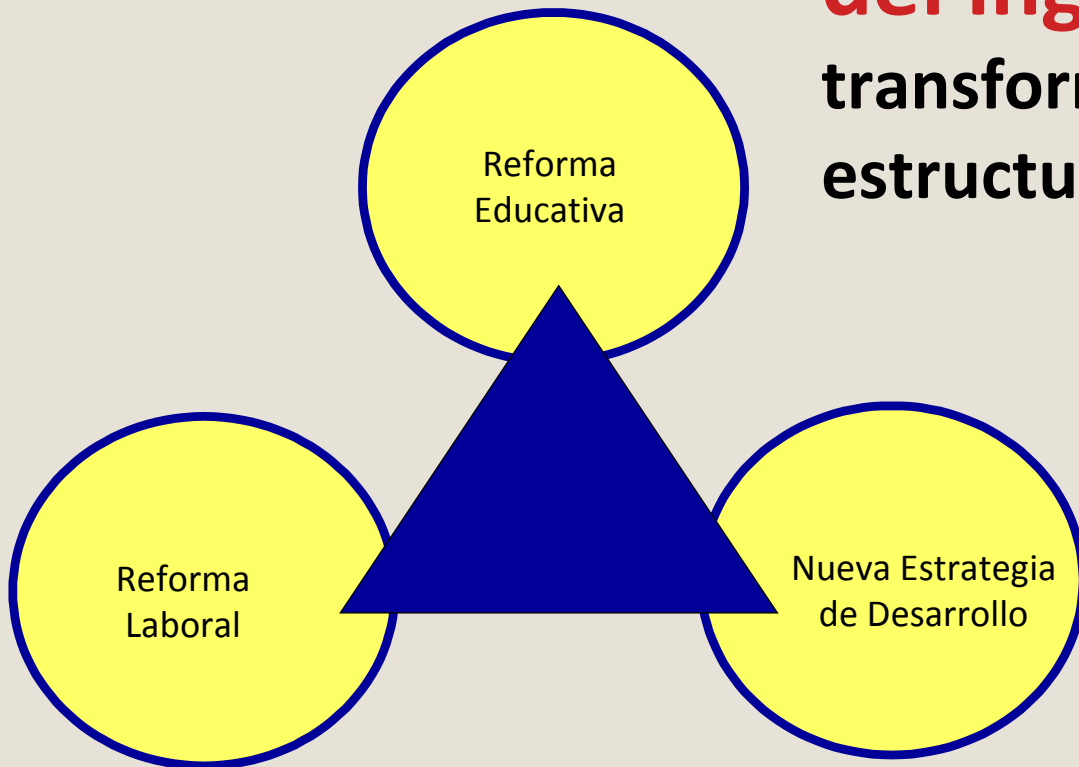 transfor
estructu
Reforma
Educativa
Reforma
Laboral
Nueva Estrategia
de Desarrollo